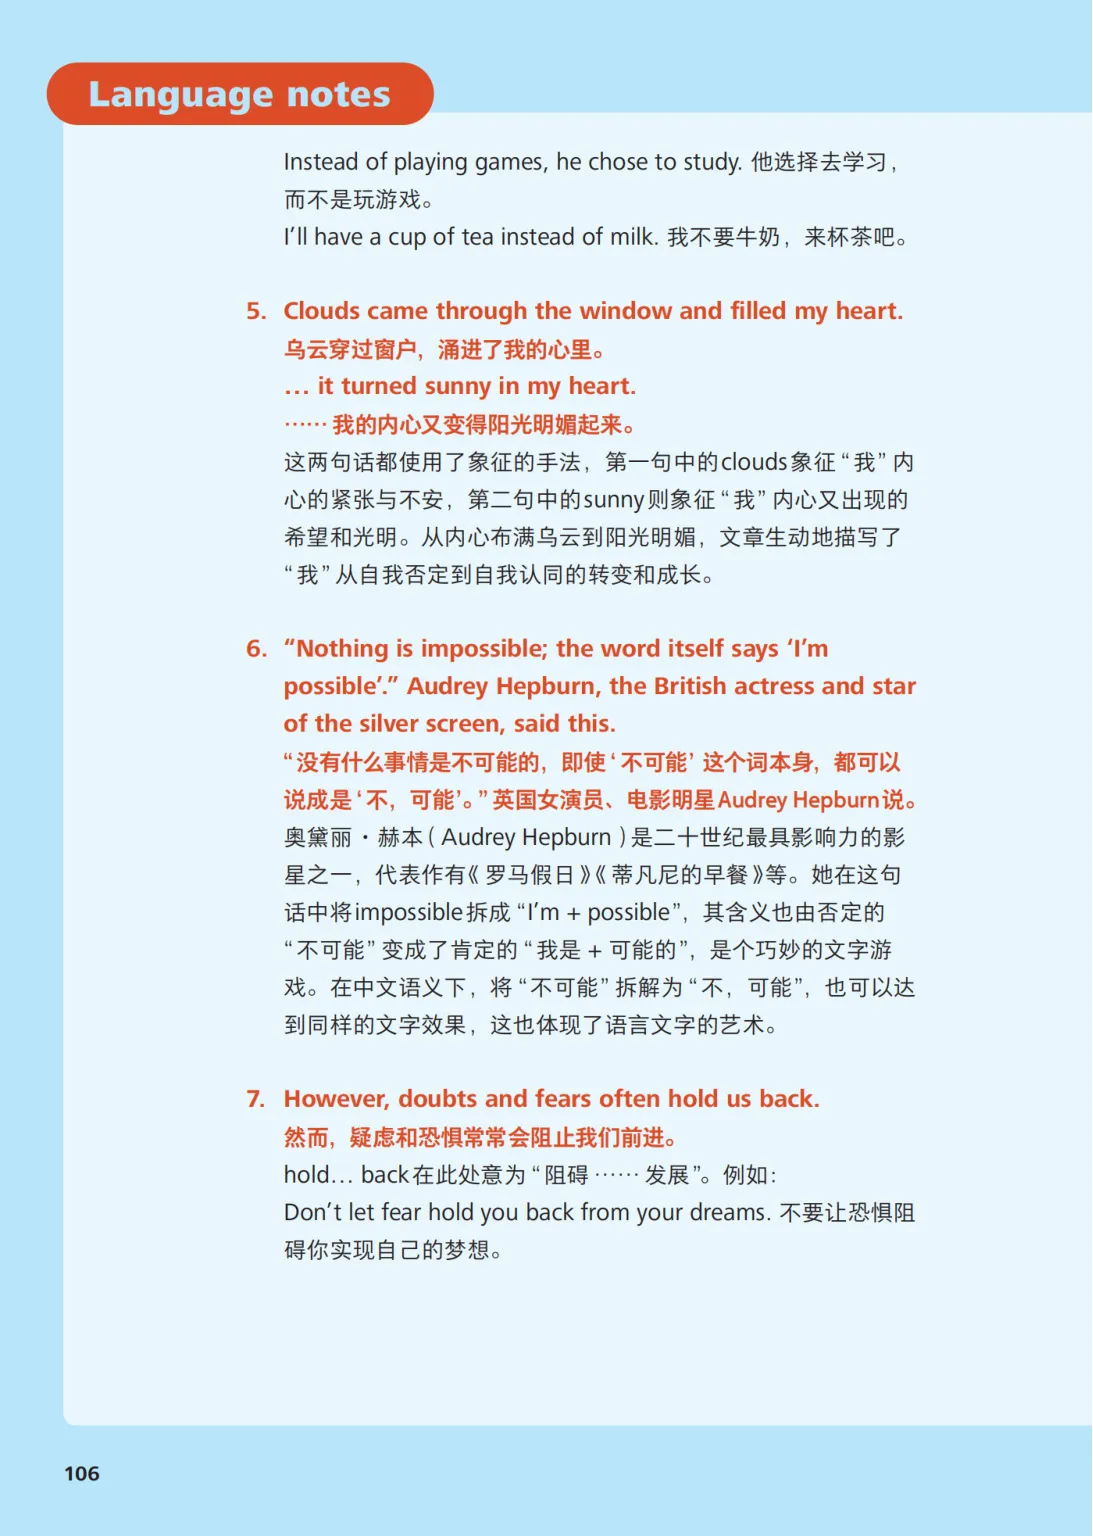 Language notes
Instead of playing games, he chose to study. 他选择去学习，
而不是玩游戏。
I’ll have a cup of tea instead of milk. 我不要牛奶，来杯茶吧。
5. Clouds came through the window and filled my heart.
乌云穿过窗户，涌进了我的心里。
… it turned sunny in my heart.
……我的内心又变得阳光明媚起来。
这两句话都使用了象征的手法，第一句中的clouds象征“我”内
心的紧张与不安，第二句中的sunny则象征“我”内心又出现的
希望和光明。从内心布满乌云到阳光明媚，文章生动地描写了
“我”从自我否定到自我认同的转变和成长。
6. “Nothing is impossible; the word itself says ‘I’m
possible’.” Audrey Hepburn, the British actress and star
of the silver screen, said this.
“没有什么事情是不可能的，即使‘不可能’这个词本身，都可以
说成是‘不，可能’。”英国女演员、电影明星Audrey Hepburn说。
奥黛丽·赫本（Audrey Hepburn）是二十世纪最具影响力的影
星之一，代表作有《罗马假日》《蒂凡尼的早餐》等。她在这句
话中将impossible拆成“I’m + possible”，其含义也由否定的
“不可能”变成了肯定的“我是 + 可能的”，是个巧妙的文字游
戏。在中文语义下，将“不可能”拆解为“不，可能”，也可以达
到同样的文字效果，这也体现了语言文字的艺术。
7. However, doubts and fears often hold us back.
然而，疑虑和恐惧常常会阻止我们前进。
hold… back在此处意为“阻碍……发展”。例如：
Don’t let fear hold you back from your dreams. 不要让恐惧阻
碍你实现自己的梦想。
106